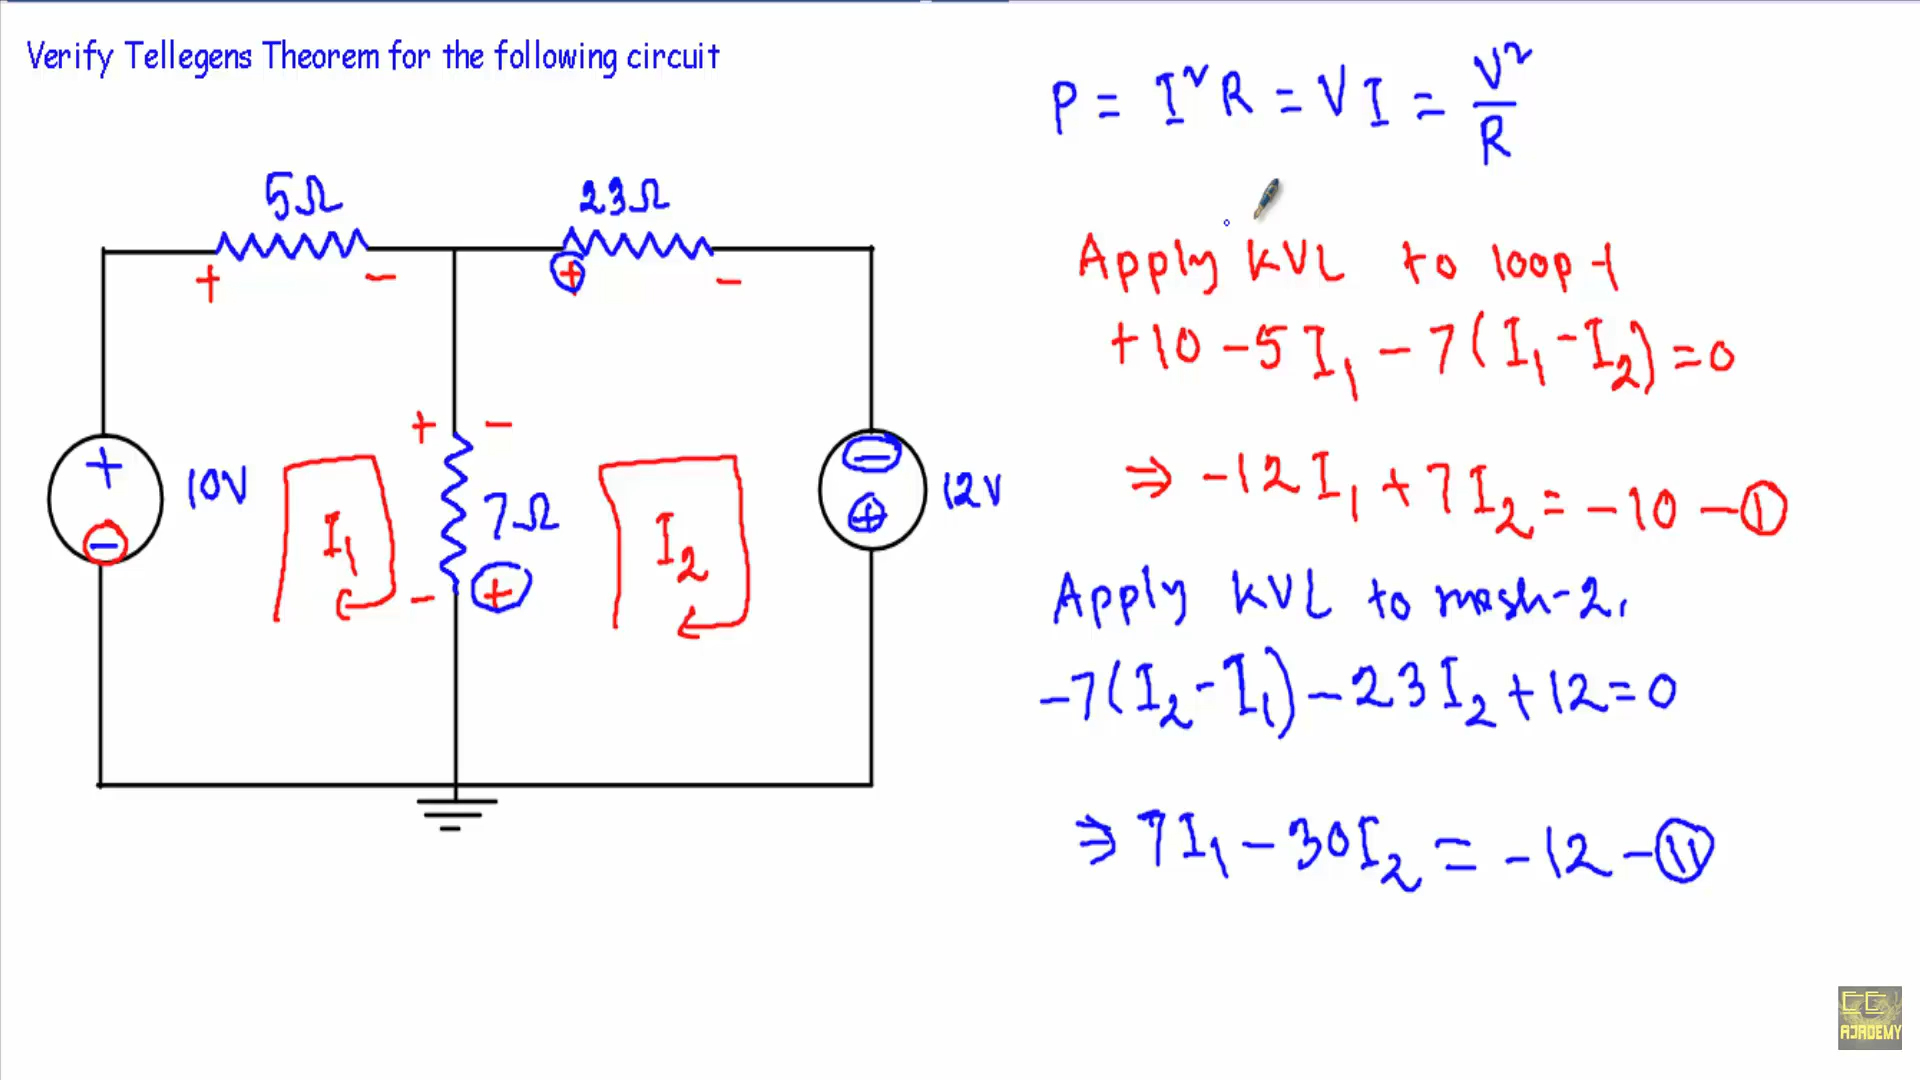 Verify Tellegens Theorem for the following circuit
P = I²R = VI = V²/R
5Ω
23Ω
+ - + -
Apply KVL to loop-1
+10 - 5I₁ - 7(I₁ - I₂) = 0
+ -
+
-
10V
I₁
7Ω
I₂
-
+
12V
⇒ -12I₁ + 7I₂ = -10 - ①
- +
Apply KVL to mesh-2,
-7(I₂ - I₁) - 23I₂ + 12 = 0
⇒ 7I₁ - 30I₂ = -12 - ⑪
EE
ACADEMY